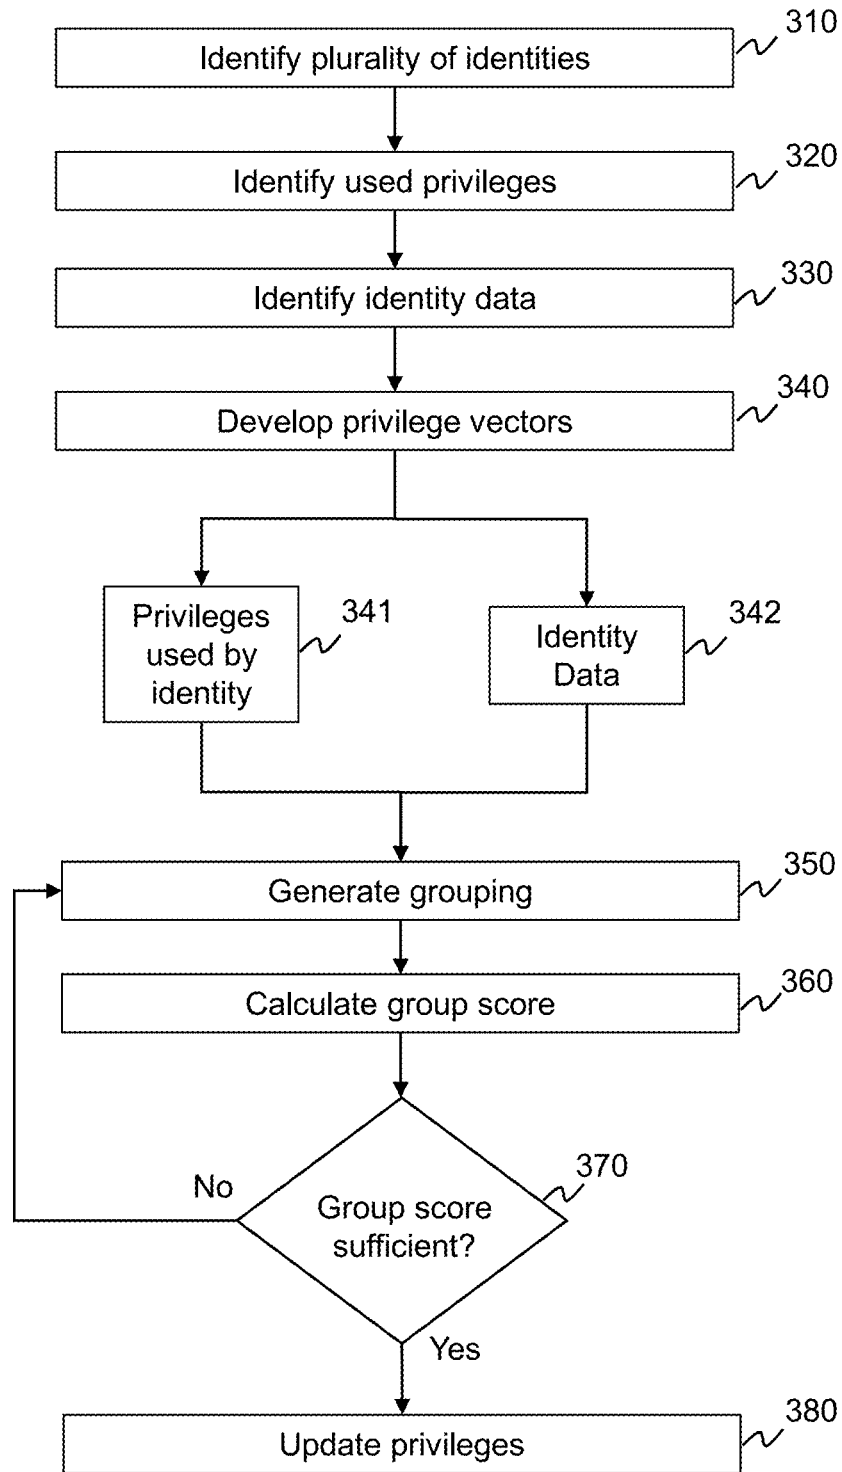 310
Identify plurality of identities
320
Identify used privileges
330
Identify identity data
340
Develop privilege vectors
Privileges
used by
identity
341
Identity
Data
342
350
Generate grouping
360
Calculate group score
370
No
Group score
sufficient?
Yes
380
Update privileges